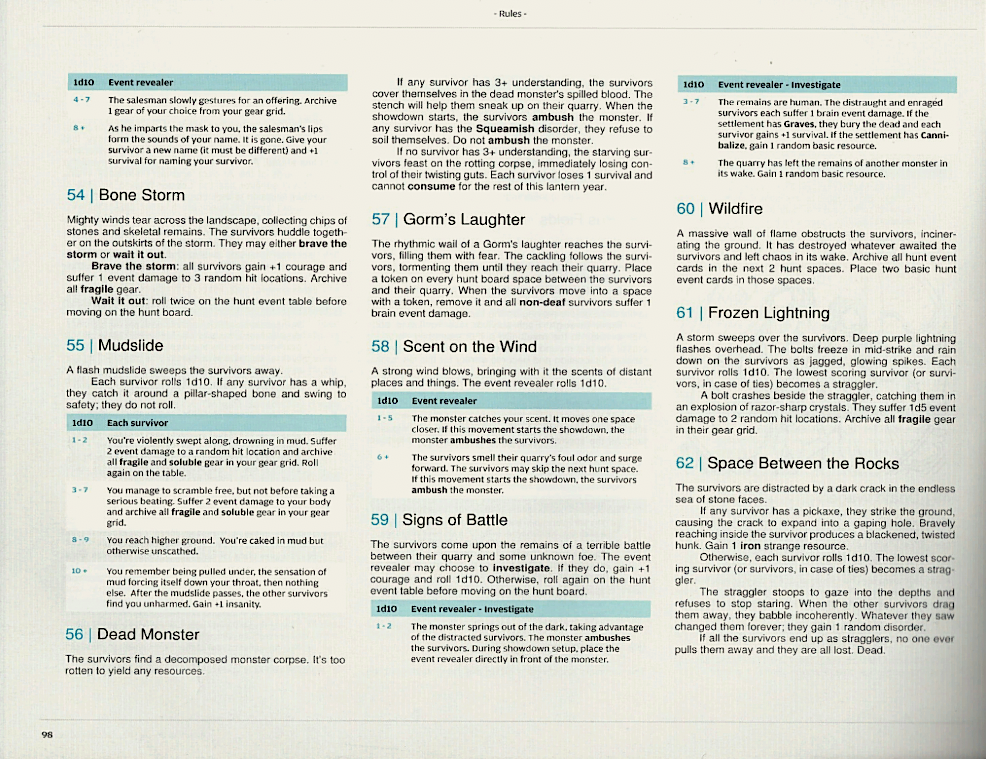 - Rules -
1d10 Event revealer
4 - 7 The salesman slowly gestures for an offering. Archive
1 gear of your choice from your gear grid.
8 + As he imparts the mask to you, the salesman's lips
form the sounds of your name. It is gone. Give your
survivor a new name (it must be different) and +1
survival for naming your survivor.
54 | Bone Storm
Mighty winds tear across the landscape, collecting chips of
stones and skeletal remains. The survivors huddle togeth-
er on the outskirts of the storm. They may either brave the
storm or wait it out.
Brave the storm: all survivors gain +1 courage and
suffer 1 event damage to 3 random hit locations. Archive
all fragile gear.
Wait it out: roll twice on the hunt event table before
moving on the hunt board.
55 | Mudslide
A flash mudslide sweeps the survivors away.
Each survivor rolls 1d10. If any survivor has a whip,
they catch it around a pillar-shaped bone and swing to
safety; they do not roll.
1d10 Each survivor
1 - 2 You're violently swept along, drowning in mud. Suffer
2 event damage to a random hit location and archive
all fragile and soluble gear in your gear grid. Roll
again on the table.
3 - 7 You manage to scramble free, but not before taking a
serious beating. Suffer 2 event damage to your body
and archive all fragile and soluble gear in your gear
grid.
8 - 9 You reach higher ground. You're caked in mud but
otherwise unscathed.
10 + You remember being pulled under, the sensation of
mud forcing itself down your throat, then nothing
else. After the mudslide passes, the other survivors
find you unharmed. Gain +1 insanity.
56 | Dead Monster
The survivors find a decomposed monster corpse. It's too
rotten to yield any resources.
If any survivor has 3+ understanding, the survivors
cover themselves in the dead monster's spilled blood. The
stench will help them sneak up on their quarry. When the
showdown starts, the survivors ambush the monster. If
any survivor has the Squeamish disorder, they refuse to
soil themselves. Do not ambush the monster.
If no survivor has 3+ understanding, the starving sur-
vivors feast on the rotting corpse, immediately losing con-
trol of their twisting guts. Each survivor loses 1 survival and
cannot consume for the rest of this lantern year.
57 | Gorm's Laughter
The rhythmic wail of a Gorm's laughter reaches the survi-
vors, filling them with fear. The cackling follows the survi-
vors, tormenting them until they reach their quarry. Place
a token on every hunt board space between the survivors
and their quarry. When the survivors move into a space
with a token, remove it and all non-deaf survivors suffer 1
brain event damage.
58 | Scent on the Wind
A strong wind blows, bringing with it the scents of distant
places and things. The event revealer rolls 1d10.
1d10 Event revealer
1 - 5 The monster catches your scent. It moves one space
closer. If this movement starts the showdown, the
monster ambushes the survivors.
6 + The survivors smell their quarry's foul odor and surge
forward. The survivors may skip the next hunt space.
If this movement starts the showdown, the survivors
ambush the monster.
59 | Signs of Battle
The survivors come upon the remains of a terrible battle
between their quarry and some unknown foe. The event
revealer may choose to investigate. If they do, gain +1
courage and roll 1d10. Otherwise, roll again on the hunt
event table before moving on the hunt board.
1d10 Event revealer - Investigate
1 - 2 The monster springs out of the dark, taking advantage
of the distracted survivors. The monster ambushes
the survivors. During showdown setup, place the
event revealer directly in front of the monster.
1d10 Event revealer - Investigate
3 - 7 The remains are human. The distraught and enraged
survivors each suffer 1 brain event damage. If the
settlement has Graves, they bury the dead and each
survivor gains +1 survival. If the settlement has Canni-
balize, gain 1 random basic resource.
8 + The quarry has left the remains of another monster in
its wake. Gain 1 random basic resource.
60 | Wildfire
A massive wall of flame obstructs the survivors, inciner-
ating the ground. It has destroyed whatever awaited the
survivors and left chaos in its wake. Archive all hunt event
cards in the next 2 hunt spaces. Place two basic hunt
event cards in those spaces.
61 | Frozen Lightning
A storm sweeps over the survivors. Deep purple lightning
flashes overhead. The bolts freeze in mid-strike and rain
down on the survivors as jagged, glowing spikes. Each
survivor rolls 1d10. The lowest scoring survivor (or survi-
vors, in case of ties) becomes a straggler.
A bolt crashes beside the straggler, catching them in
an explosion of razor-sharp crystals. They suffer 1d5 event
damage to 2 random hit locations. Archive all fragile gear
in their gear grid.
62 | Space Between the Rocks
The survivors are distracted by a dark crack in the endless
sea of stone faces.
If any survivor has a pickaxe, they strike the ground,
causing the crack to expand into a gaping hole. Bravely
reaching inside the survivor produces a blackened, twisted
hunk. Gain 1 iron strange resource.
Otherwise, each survivor rolls 1d10. The lowest scor-
ing survivor (or survivors, in case of ties) becomes a strag-
gler.
The straggler stoops to gaze into the depths and
refuses to stop staring. When the other survivors drag
them away, they babble incoherently. Whatever they saw
changed them forever; they gain 1 random disorder.
If all the survivors end up as stragglers, no one ever
pulls them away and they are all lost. Dead.
98